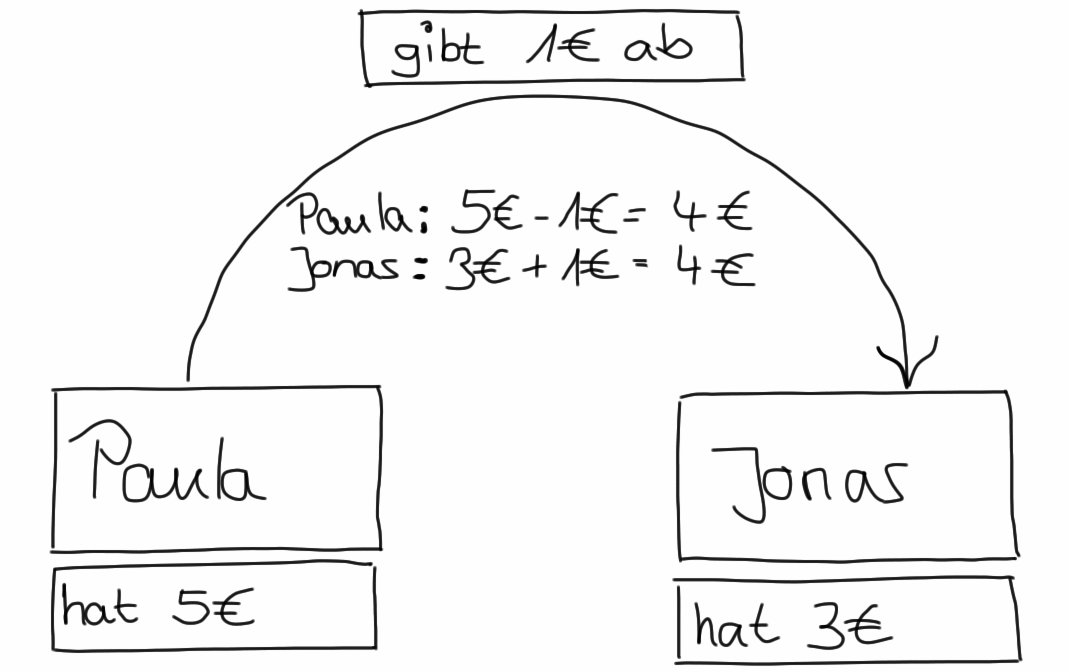 gibt 1€ ab
Paula: 5€ - 1€ = 4€
Jonas: 3€ + 1€ = 4€
Paula
Jonas
hat 5€
hat 3€